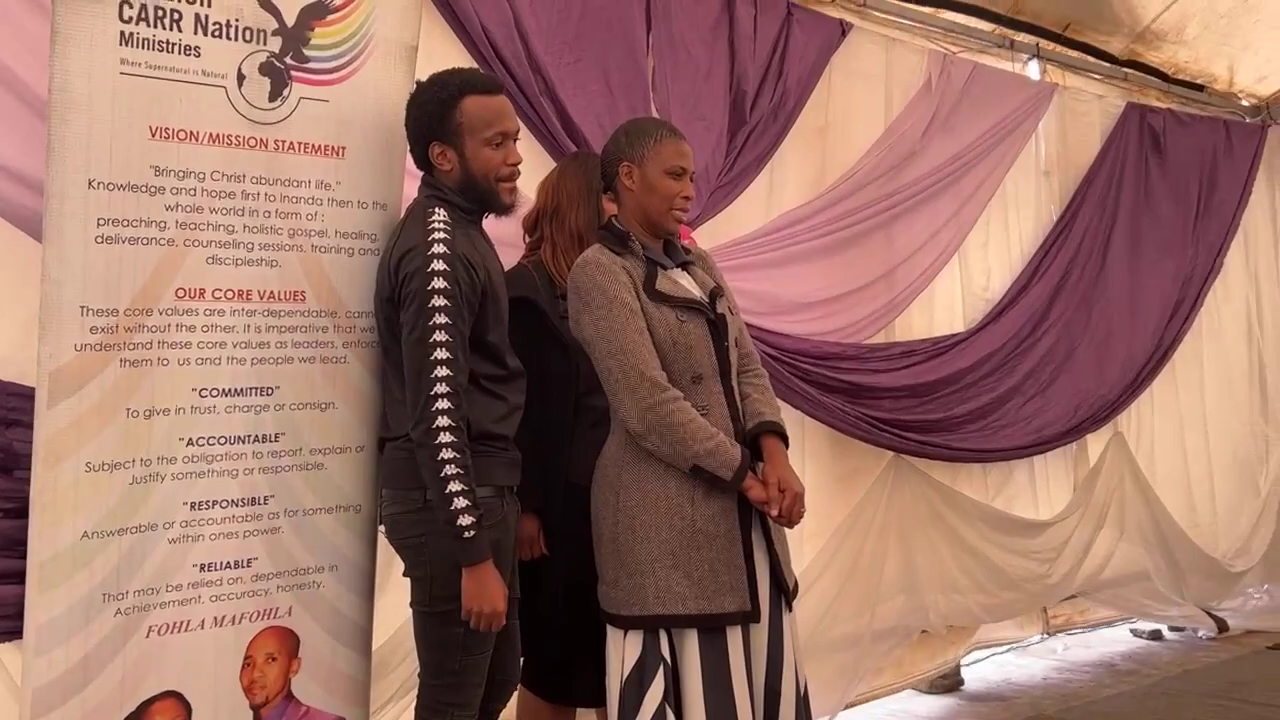 CARR Nation
Ministries
Where Supernatural is Natural
VISION/MISSION STATEMENT
"Bringing Christ abundant life."
Knowledge and hope first to Inanda then to the
whole world in a form of :
preaching, teaching, holistic gospel, healing,
deliverance, counseling sessions, training and
discipleship.
OUR CORE VALUES
These core values are inter-dependable, cann
exist without the other. It is imperative that we
understand these core values as leaders, enforce
them to us and the people we lead.
"COMMITTED"
To give in trust, charge or consign.
"ACCOUNTABLE"
Subject to the obligation to report, explain or
Justify something or responsible.
"RESPONSIBLE"
Answerable or accountable as for something
within ones power.
"RELIABLE"
That may be relied on, dependable in
Achievement, accuracy, honesty.
FOHLA MAFOHLA